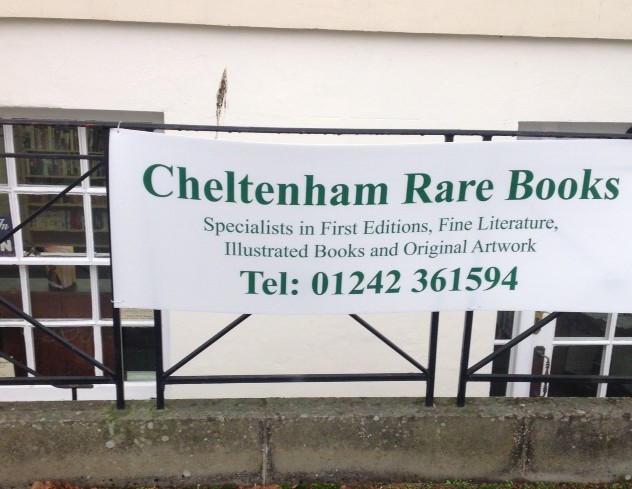 Cheltenham Rare Books
Specialists in First Editions, Fine Literature,
Illustrated Books and Original Artwork
Tel: 01242 361594